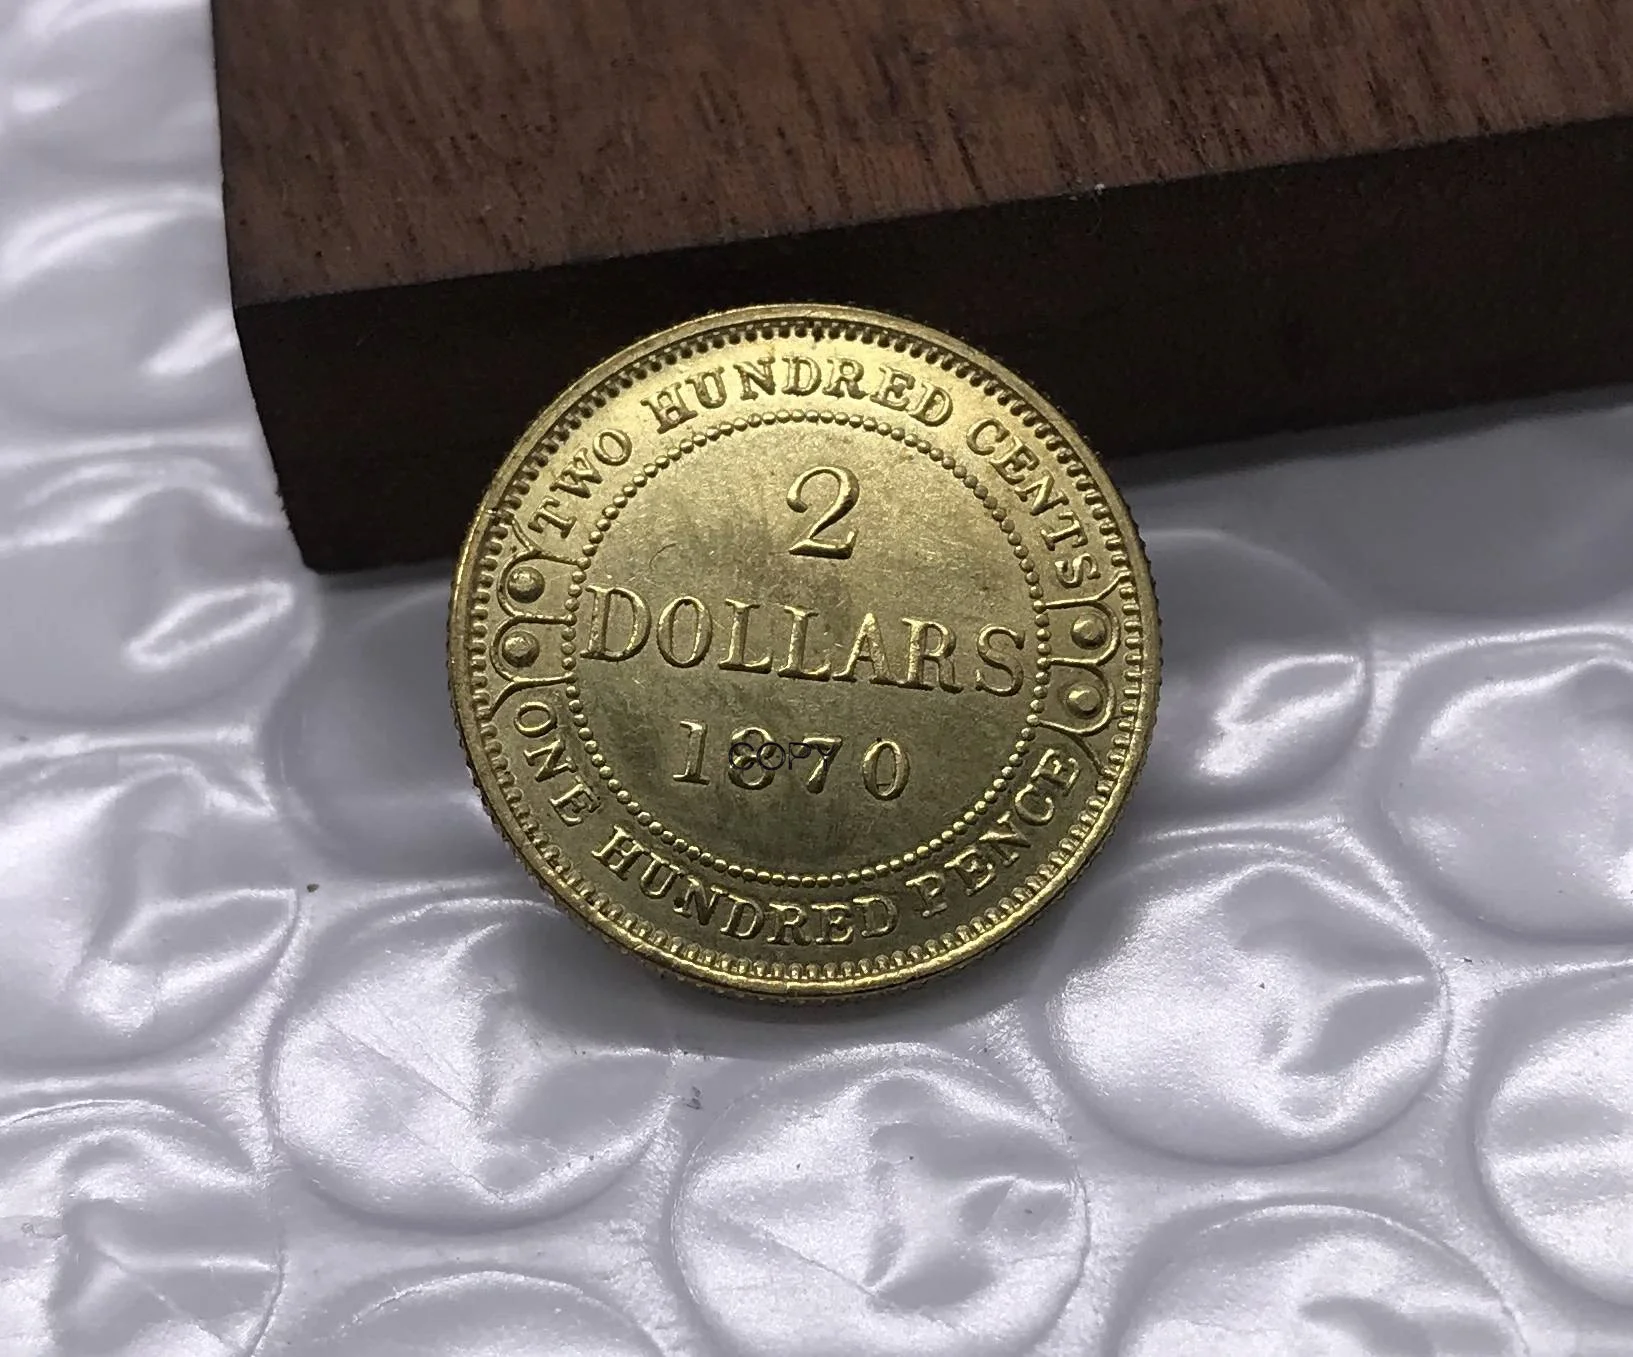 TWO HUNDRED CENTS
2
DOLLARS
1870
COPY
ONE HUNDRED PENCE